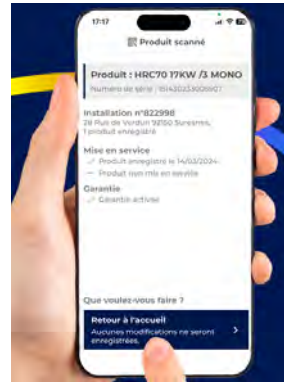 17:17
Produit scanné
Produit : HRC70 17KW /3 MONO
Numéro de série :
Installation n°822998
28 Rue de Verdun 92150 Suresnes,
1 produit enregistré
Mise en service
Produit enregistré le 14/03/2024
Produit non mis en service
Garantie
Garantie activée
Que voulez-vous faire ?
Retour à l'accueil
Aucunes modifications ne seront
enregistrées.